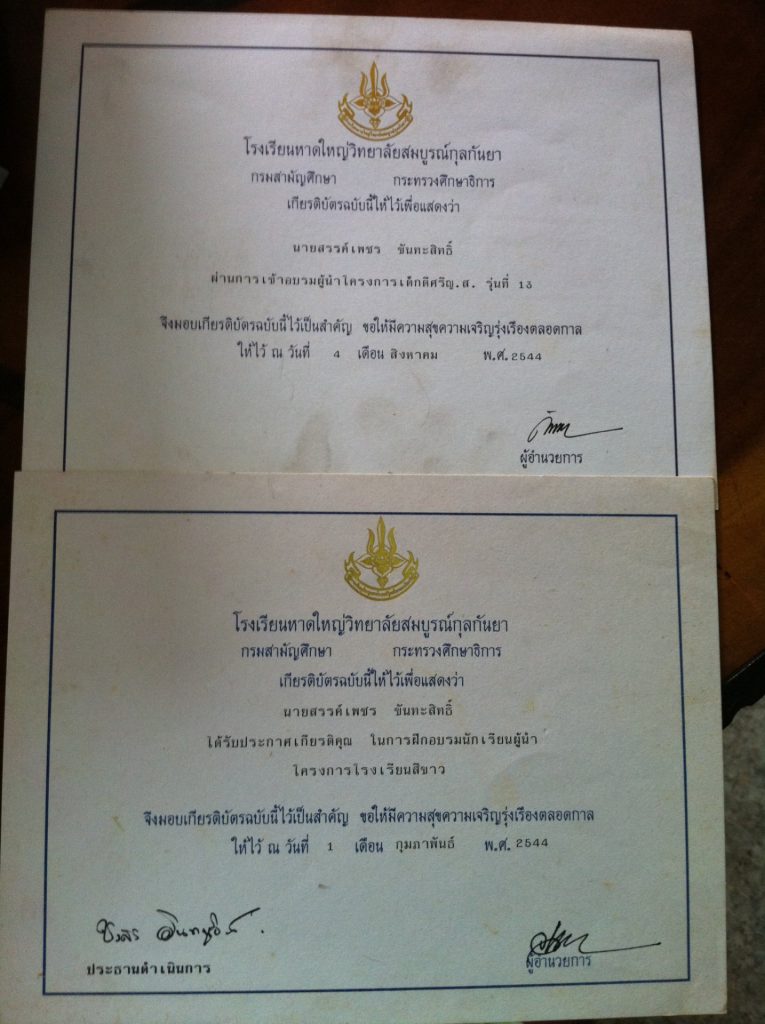 โรงเรียนหาดใหญ่วิทยาลัยสมบูรณ์กุลกันยา
กรมสามัญศึกษา กระทรวงศึกษาธิการ
เกียรติบัตรฉบับนี้ให้ไว้เพื่อแสดงว่า
นายสรรค์เพชร ขันทะสิทธิ์
ผ่านการเข้าอบรมผู้นำโครงการเด็กดีศรีญ.ส. รุ่นที่ 13
จึงมอบเกียรติบัตรฉบับนี้ไว้เป็นสำคัญ ขอให้มีความสุขความเจริญรุ่งเรืองตลอดกาล
ให้ไว้ ณ วันที่ 4 เดือน สิงหาคม พ.ศ. 2544
ผู้อำนวยการ
โรงเรียนหาดใหญ่วิทยาลัยสมบูรณ์กุลกันยา
กรมสามัญศึกษา กระทรวงศึกษาธิการ
เกียรติบัตรฉบับนี้ให้ไว้เพื่อแสดงว่า
นายสรรค์เพชร ขันทะสิทธิ์
ได้รับประกาศเกียรติคุณ ในการฝึกอบรมนักเรียนผู้นำ
โครงการโรงเรียนสีขาว
จึงมอบเกียรติบัตรฉบับนี้ไว้เป็นสำคัญ ขอให้มีความสุขความเจริญรุ่งเรืองตลอดกาล
ให้ไว้ ณ วันที่ 1 เดือน กุมภาพันธ์ พ.ศ. 2544
ประธานดำเนินการ ผู้อำนวยการ